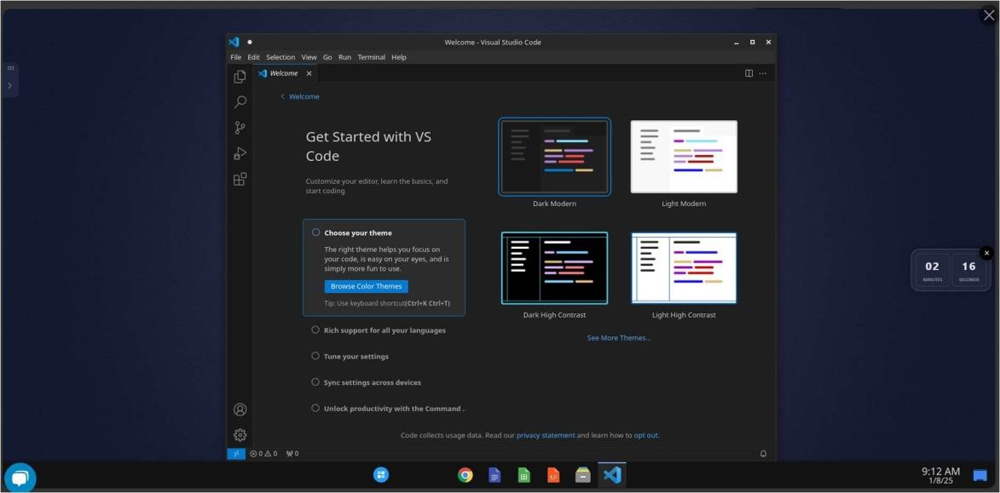 Welcome - Visual Studio Code
File Edit Selection View Go Run Terminal Help
Welcome
Welcome
Get Started with VS
Code
Customize your editor, learn the basics, and
start coding
Choose your theme
The right theme helps you focus on
your code, is easy on your eyes, and is
simply more fun to use.
Browse Color Themes
Tip: Use keyboard shortcut(Ctrl+K Ctrl+T)
Rich support for all your languages
Tune your settings
Sync settings across devices
Unlock productivity with the Command .
Dark Modern
Light Modern
Dark High Contrast
Light High Contrast
See More Themes...
Code collects usage data. Read our privacy statement and learn how to opt out.
0 0 0
02 16
MINUTES SECONDS
9:12 AM
1/8/25